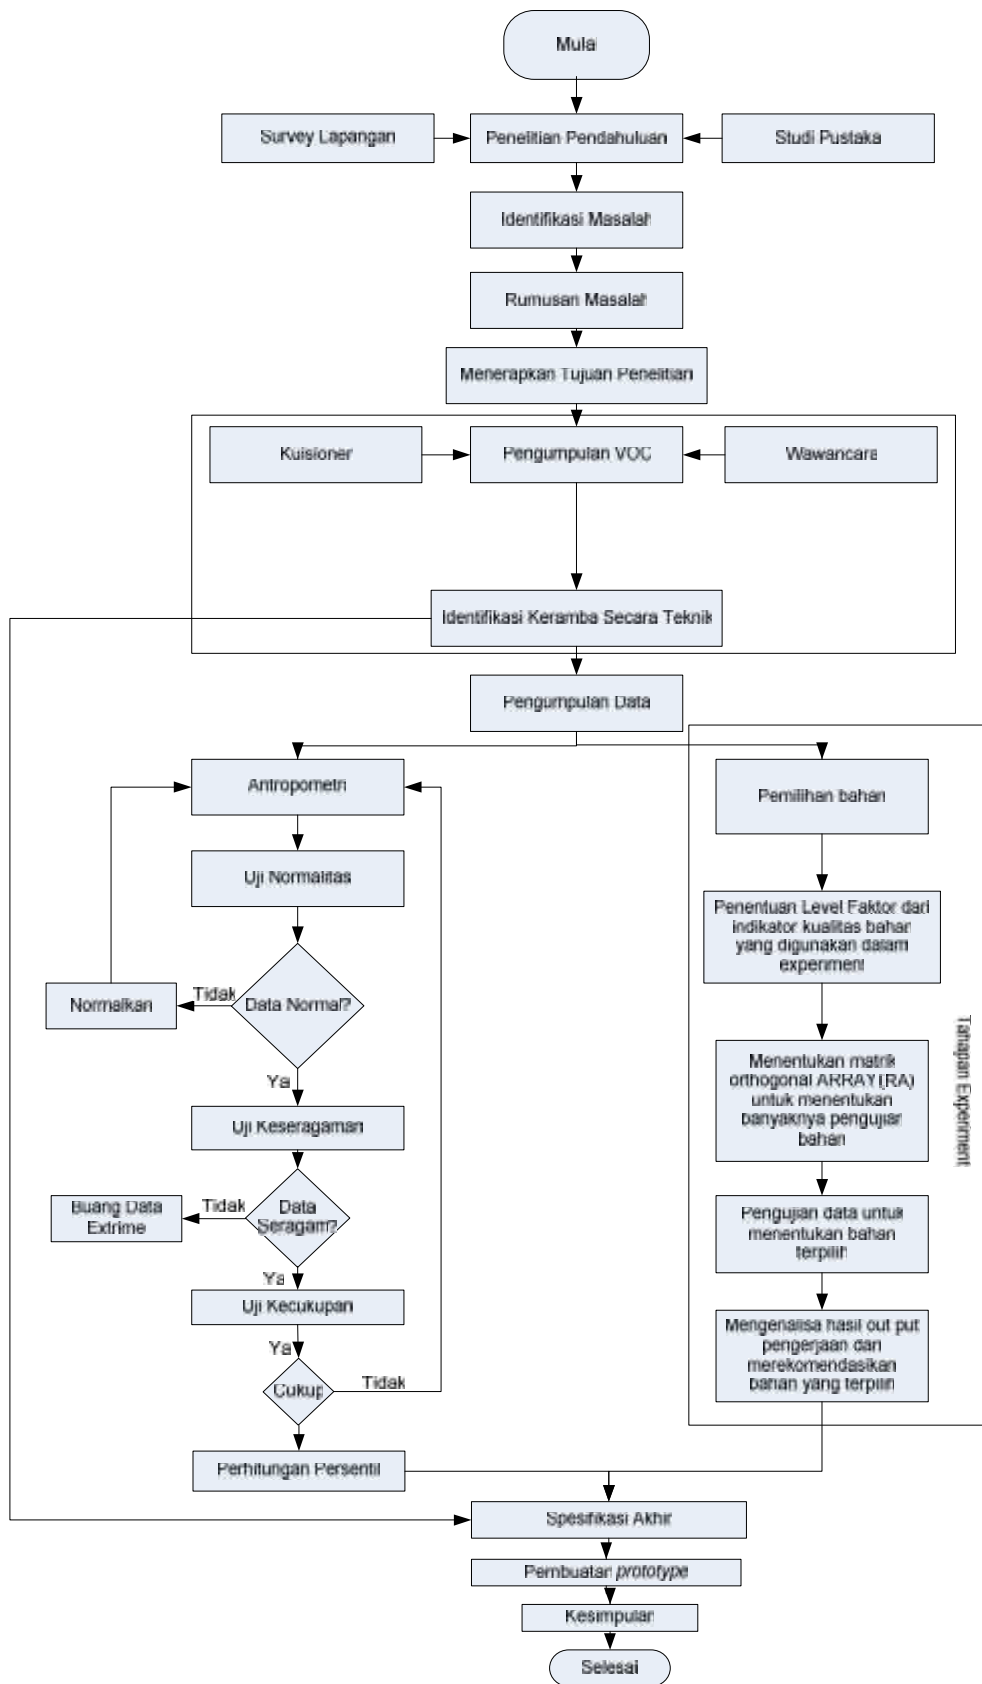 Mulai
Survey Lapangan
Penelitian Pendahuluan
Studi Pustaka
Identifikasi Masalah
Rumusan Masalah
Menerapkan Tujuan Penelitian
Kuisioner
Pengumpulan VOC
Wawancara
Identifikasi Keramba Secara Teknik
Pengumpulan Data
Antropometri
Pemilihan bahan
Uji Normalitas
Penentuan Level Faktor dari
indikator kualitas bahan
yang digunakan dalam
experiment
Normalkan
Tidak
Data Normal?
Ya
Menentukan matrik
orthogonal ARRAY(RA)
untuk menentukan
banyaknya pengujian
bahan
Tahapan Experiment
Uji Keseragaman
Buang Data
Extrime
Tidak
Data
Seragam?
Ya
Pengujian data untuk
menentukan bahan
terpilih
Uji Kecukupan
Ya
Cukup
Tidak
Mengenalisa hasil out put
pengerjaan dan
merekomendasikan
bahan yang terpilih
Perhitungan Persentil
Spesifikasi Akhir
Pembuatan prototype
Kesimpulan
Selesai